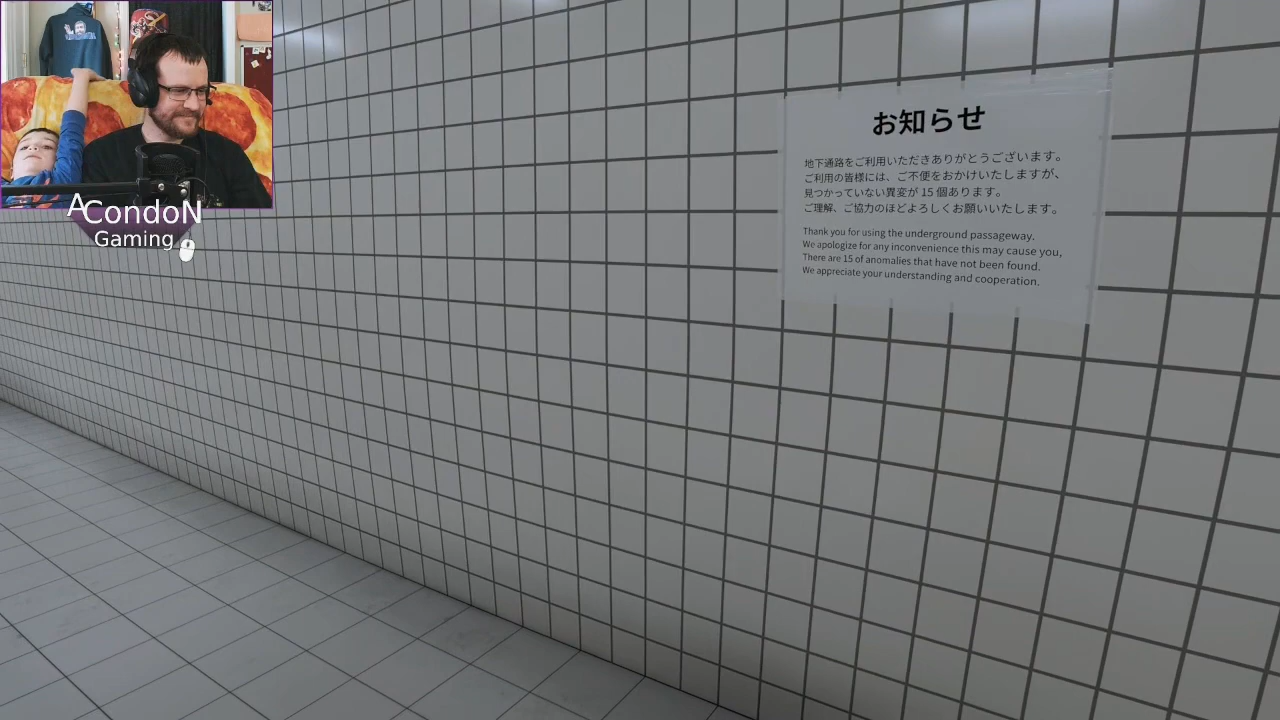 ACondoN
Gaming
お知らせ
地下通路をご利用いただきありがとうございます。
ご利用の皆様には、ご不便をおかけいたしますが、
見つかっていない異変が 15 個あります。
ご理解、ご協力のほどよろしくお願いいたします。
Thank you for using the underground passageway.
We apologize for any inconvenience this may cause you,
There are 15 of anomalies that have not been found.
We appreciate your understanding and cooperation.